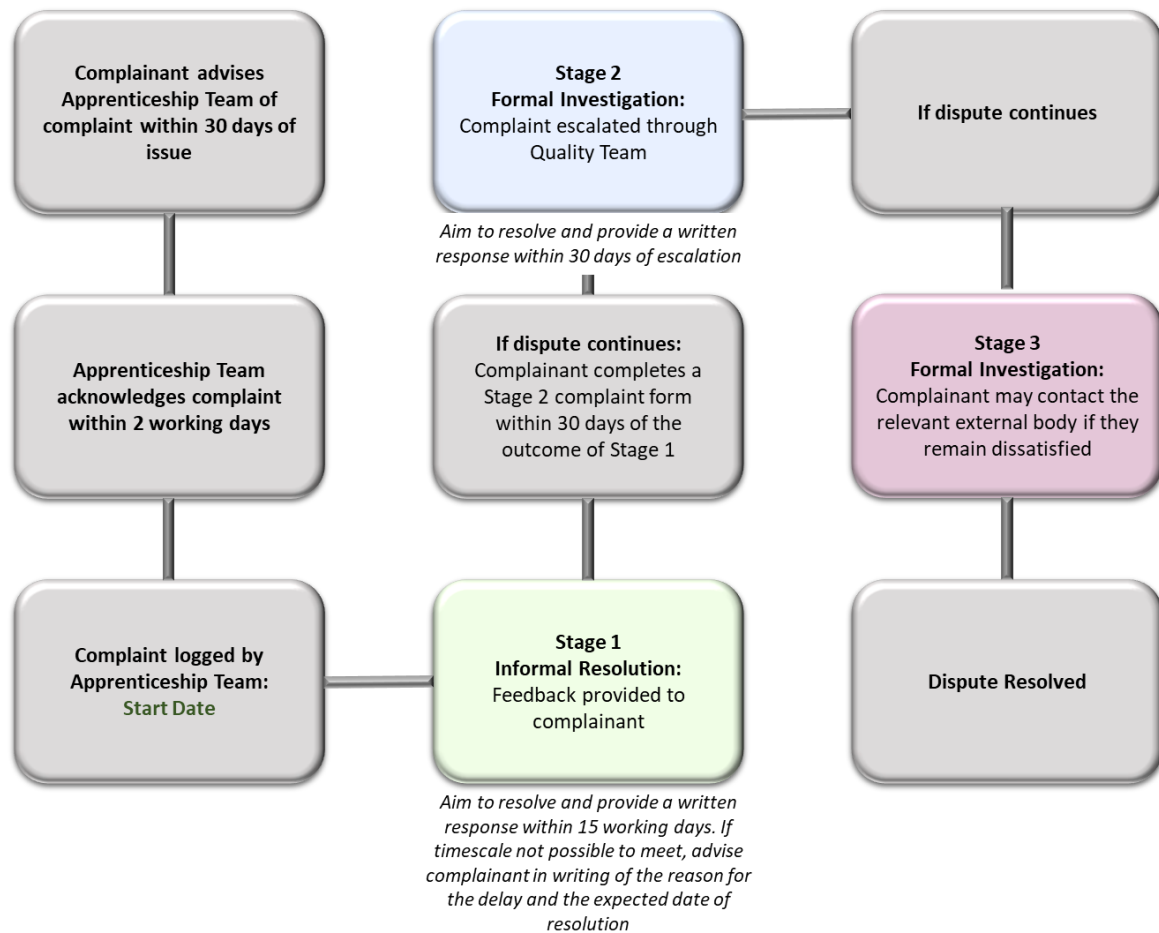 Complainant advises
Apprenticeship Team of
complaint within 30 days of
issue
Apprenticeship Team
acknowledges complaint
within 2 working days
Complaint logged by
Apprenticeship Team:
Start Date
Stage 1
Informal Resolution:
Feedback provided to
complainant
Aim to resolve and provide a written
response within 15 working days. If
timescale not possible to meet, advise
complainant in writing of the reason for
the delay and the expected date of
resolution
If dispute continues:
Complainant completes a
Stage 2 complaint form
within 30 days of the
outcome of Stage 1
Stage 2
Formal Investigation:
Complaint escalated through
Quality Team
Aim to resolve and provide a written
response within 30 days of escalation
If dispute continues
Stage 3
Formal Investigation:
Complainant may contact the
relevant external body if they
remain dissatisfied
Dispute Resolved